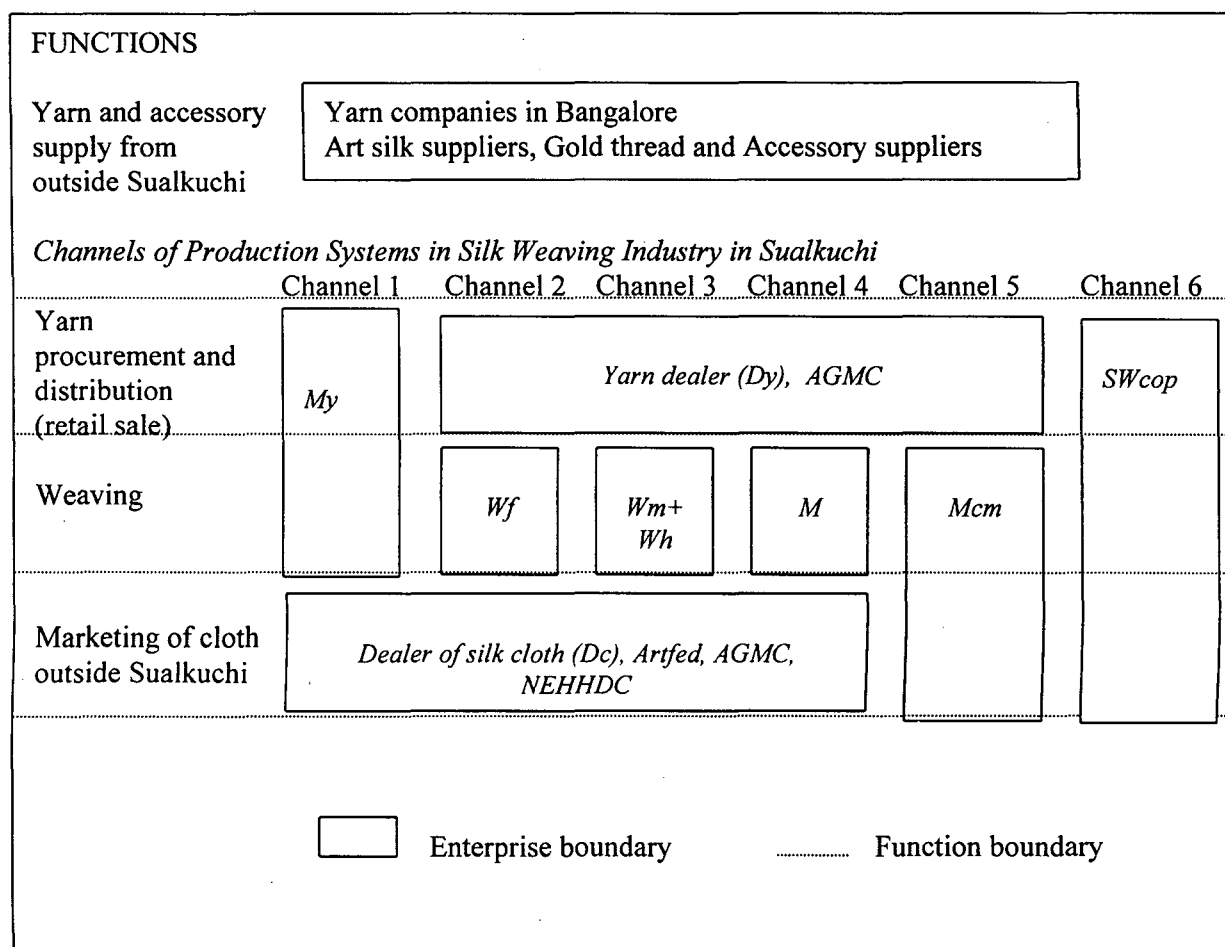 FUNCTIONS
Yarn and accessory
supply from
outside Sualkuchi
Yarn companies in Bangalore
Art silk suppliers, Gold thread and Accessory suppliers
Channels of Production Systems in Silk Weaving Industry in Sualkuchi
Channel 1 Channel 2 Channel 3 Channel 4 Channel 5 Channel 6
Yarn
procurement and
distribution
(retail sale)
My
Yarn dealer (Dy), AGMC
SWcop
Weaving
Wf
Wm+
Wh
M
Mcm
Marketing of cloth
outside Sualkuchi
Dealer of silk cloth (Dc), Artfed, AGMC,
NEHHDC
Enterprise boundary
Function boundary